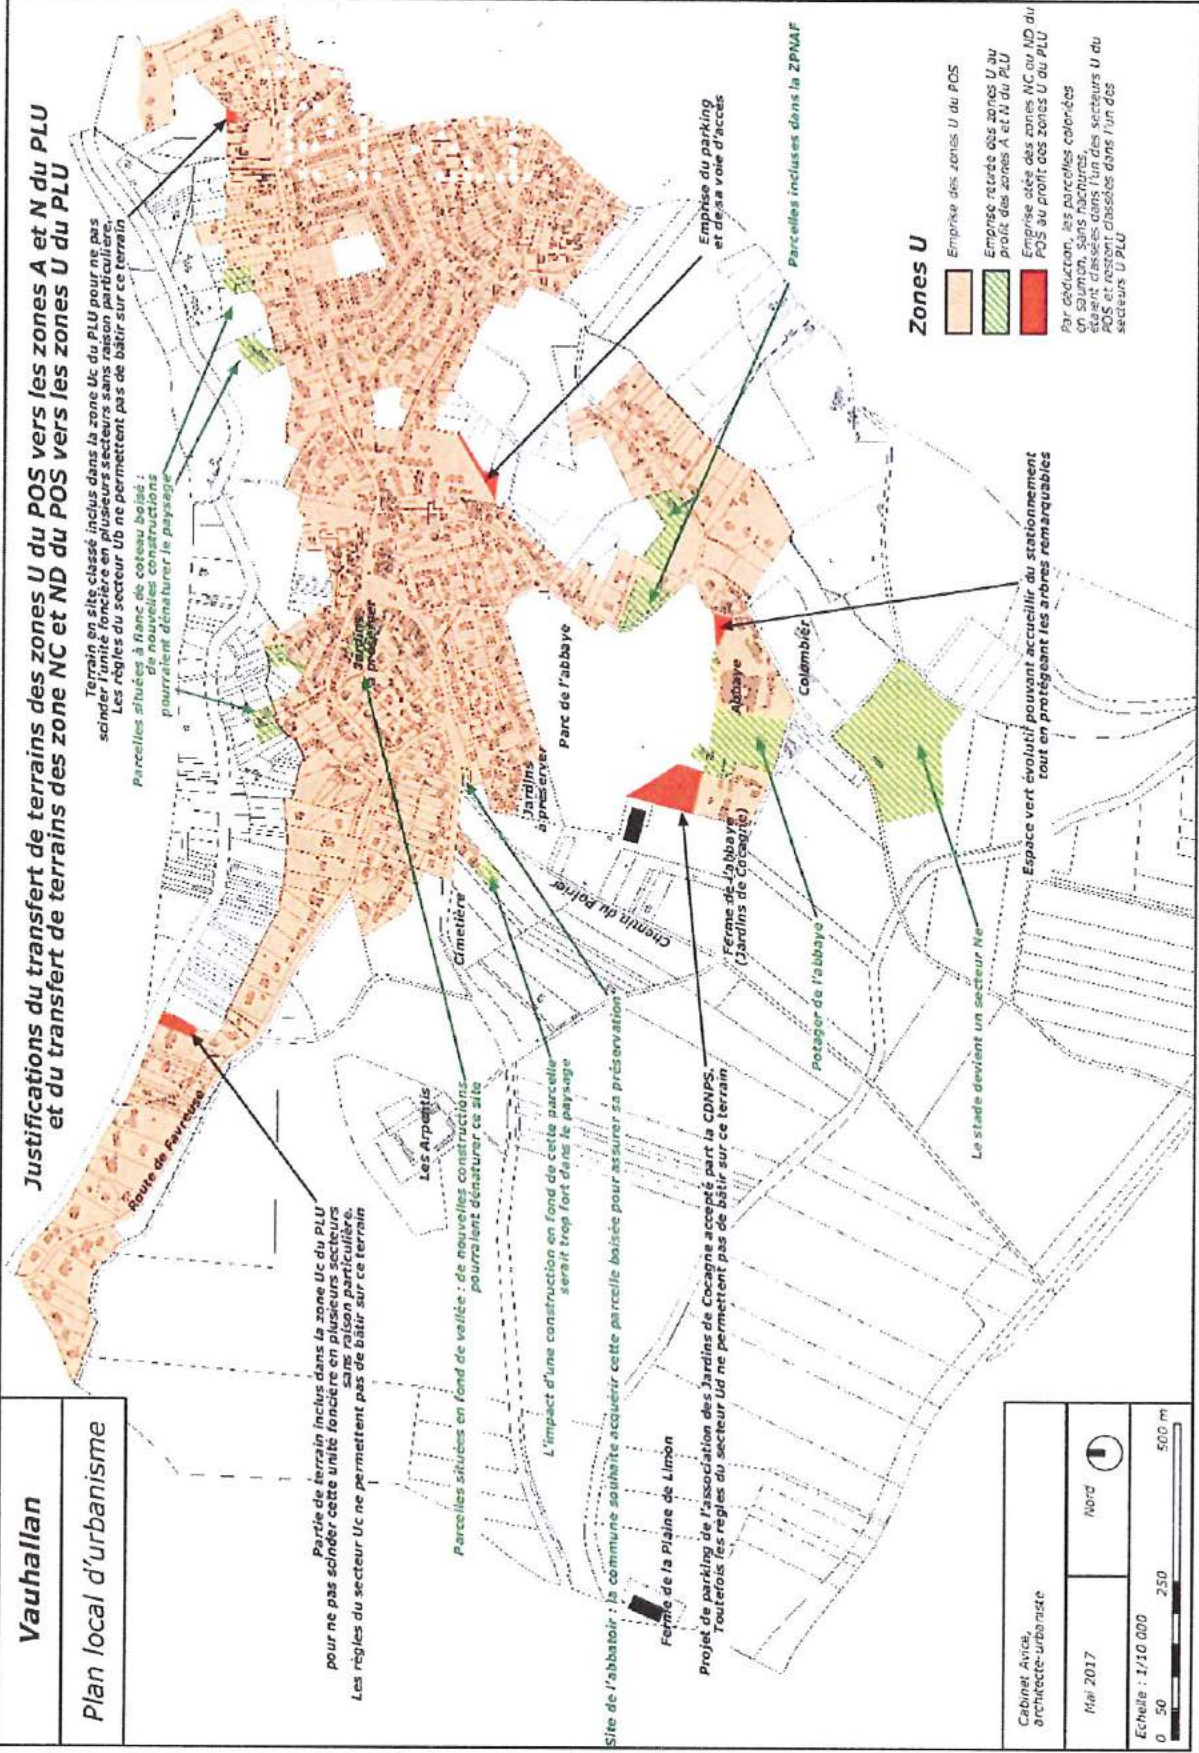 Vauhallan
Plan local d'urbanisme
Justifications du transfert de terrains des zones U du POS vers les zones A et N du PLU
et du transfert de terrains des zone NC et ND du POS vers les zones U du PLU
Terrain en site classé inclus dans la zone Uc du PLU pour ne pas
scinder l'unité foncière en plusieurs secteurs sans raison particulière.
Les règles du secteur Ub ne permettent pas de bâtir sur ce terrain
Parcelles situées à flanc de coteau boisé :
de nouvelles constructions
pourraient dénaturer le paysage
Route de Favreuse
Partie de terrain inclus dans la zone Uc du PLU
pour ne pas scinder cette unité foncière en plusieurs secteurs
sans raison particulière.
Les règles du secteur Uc ne permettent pas de bâtir sur ce terrain
Les Arpentis
Jardins
à préserver
Parcelles situées en fond de vallée : de nouvelles constructions
pourraient dénaturer ce site
Cimetière
L'impact d'une construction en fond de cette parcelle
serait trop fort dans le paysage
Jardins
à préserver
Parc de l'abbaye
Chemin du Poirier
Site de l'abbatoir : la commune souhaite acquérir cette parcelle boisée pour assurer sa préservation
Ferme de la Plaine de Limon
Projet de parking de l'association des Jardins de Cocagne accepté part la CDNPS.
Toutefois les règles du secteur Ud ne permettent pas de bâtir sur ce terrain
Ferme de l'abbaye
(Jardins de Cocagne)
Abbaye
Colombier
Potager de l'abbaye
Emprise du parking
et de sa voie d'accès
Parcelles incluses dans la ZPNAF
Le stade devient un secteur Ne
Espace vert évolutif pouvant accueillir du stationnement
tout en protégeant les arbres remarquables
Zones U
Emprise des zones U du POS
Emprise retirée des zones U au
profit des zones A et N du PLU
Emprise otée des zones NC ou ND du
POS au profit des zones U du PLU
Par déduction, les parcelles coloriées
en saumon, sans hachures,
étaient classées dans l'un des secteurs U du
POS et restent classées dans l'un des
secteurs U PLU
Cabinet Avice,
architecte-urbaniste
Mai 2017
Nord
Echelle : 1/10 000
0 50 250 500 m